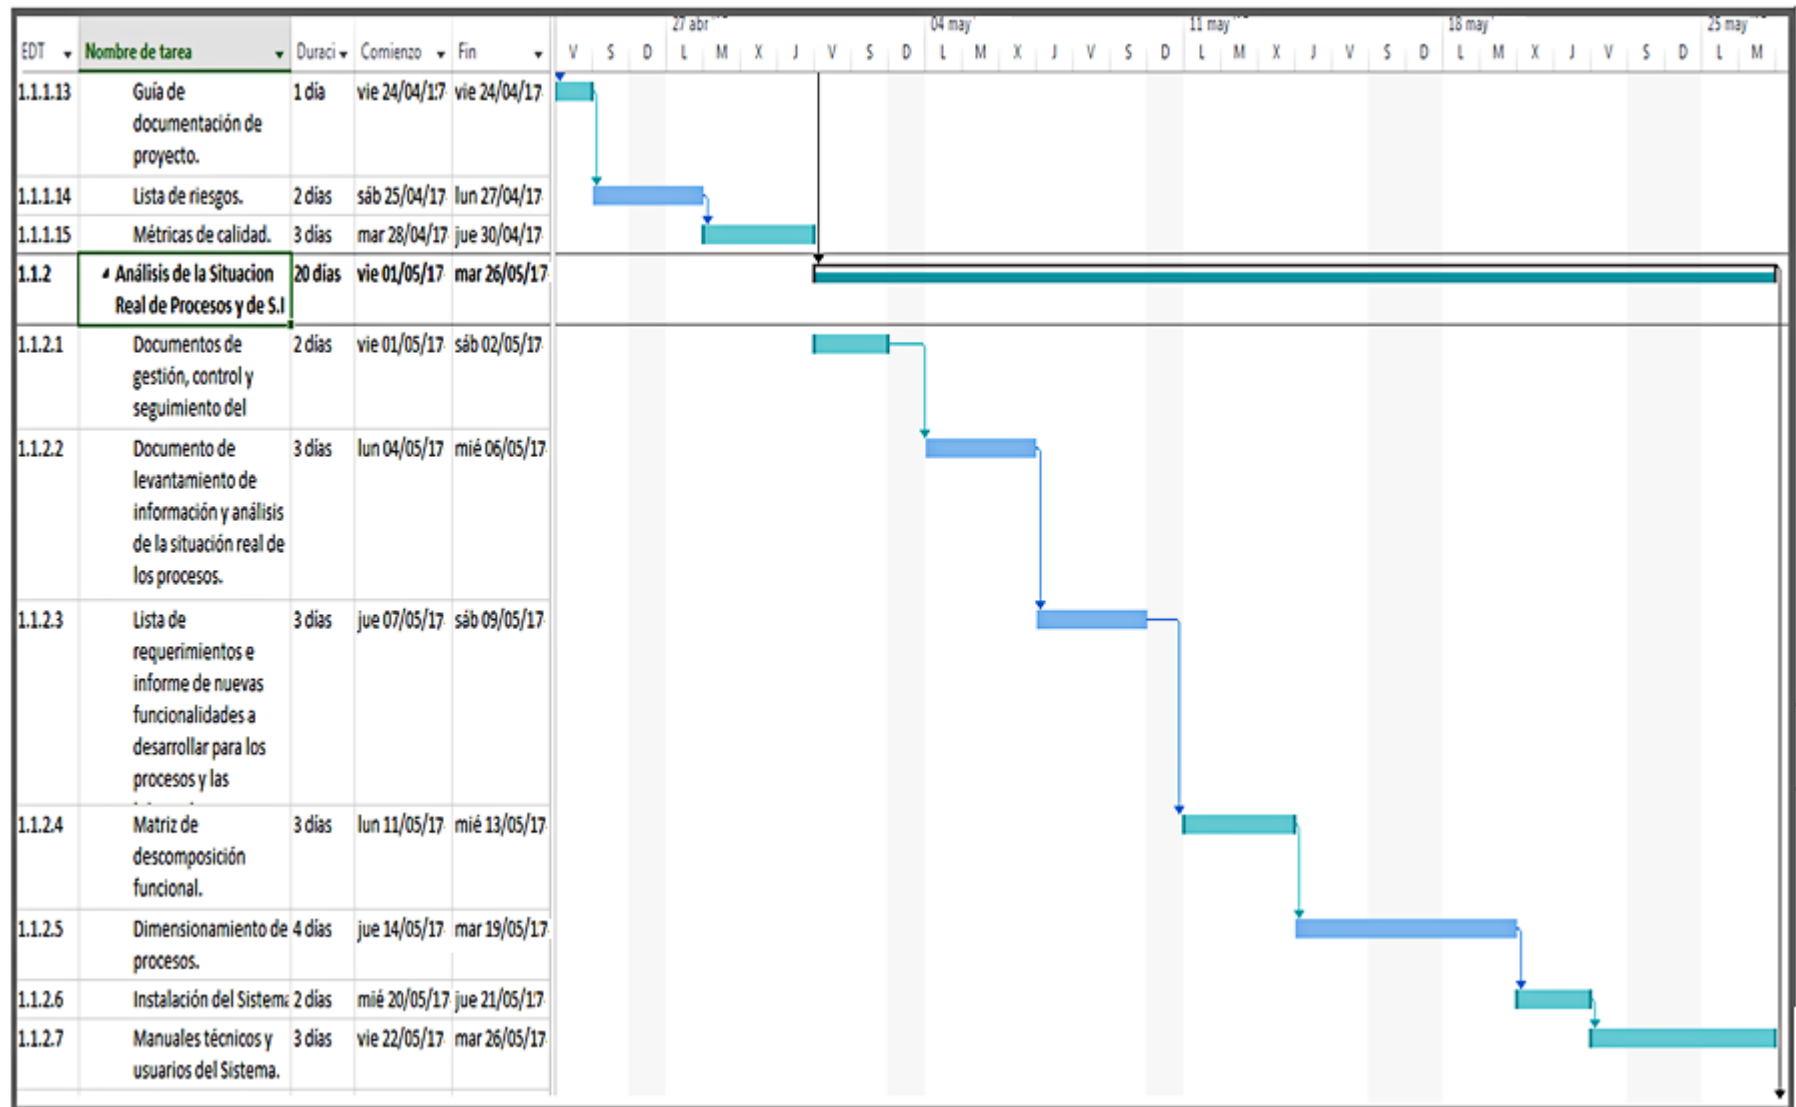 27 abr
04 may
11 may
18 may
25 may
EDT Nombre de tarea Duraci Comienzo Fin V S D L M X J V S D L M X J V S D L M X J V S D L M X J V S D L M
1.1.1.13 Guía de 1 día vie 24/04/17 vie 24/04/17
documentación de
proyecto.
1.1.1.14 Lista de riesgos. 2 días sáb 25/04/17 lun 27/04/17
1.1.1.15 Métricas de calidad. 3 días mar 28/04/17 jue 30/04/17
1.1.2 Análisis de la Situacion 20 días vie 01/05/17 mar 26/05/17
Real de Procesos y de S.I
1.1.2.1 Documentos de 2 días vie 01/05/17 sáb 02/05/17
gestión, control y
seguimiento del
1.1.2.2 Documento de 3 días lun 04/05/17 mié 06/05/17
levantamiento de
información y análisis
de la situación real de
los procesos.
1.1.2.3 Lista de 3 días jue 07/05/17 sáb 09/05/17
requerimientos e
informe de nuevas
funcionalidades a
desarrollar para los
procesos y las
1.1.2.4 Matriz de 3 días lun 11/05/17 mié 13/05/17
descomposición
funcional.
1.1.2.5 Dimensionamiento de 4 días jue 14/05/17 mar 19/05/17
procesos.
1.1.2.6 Instalación del Sistema 2 días mié 20/05/17 jue 21/05/17
1.1.2.7 Manuales técnicos y 3 días vie 22/05/17 mar 26/05/17
usuarios del Sistema.